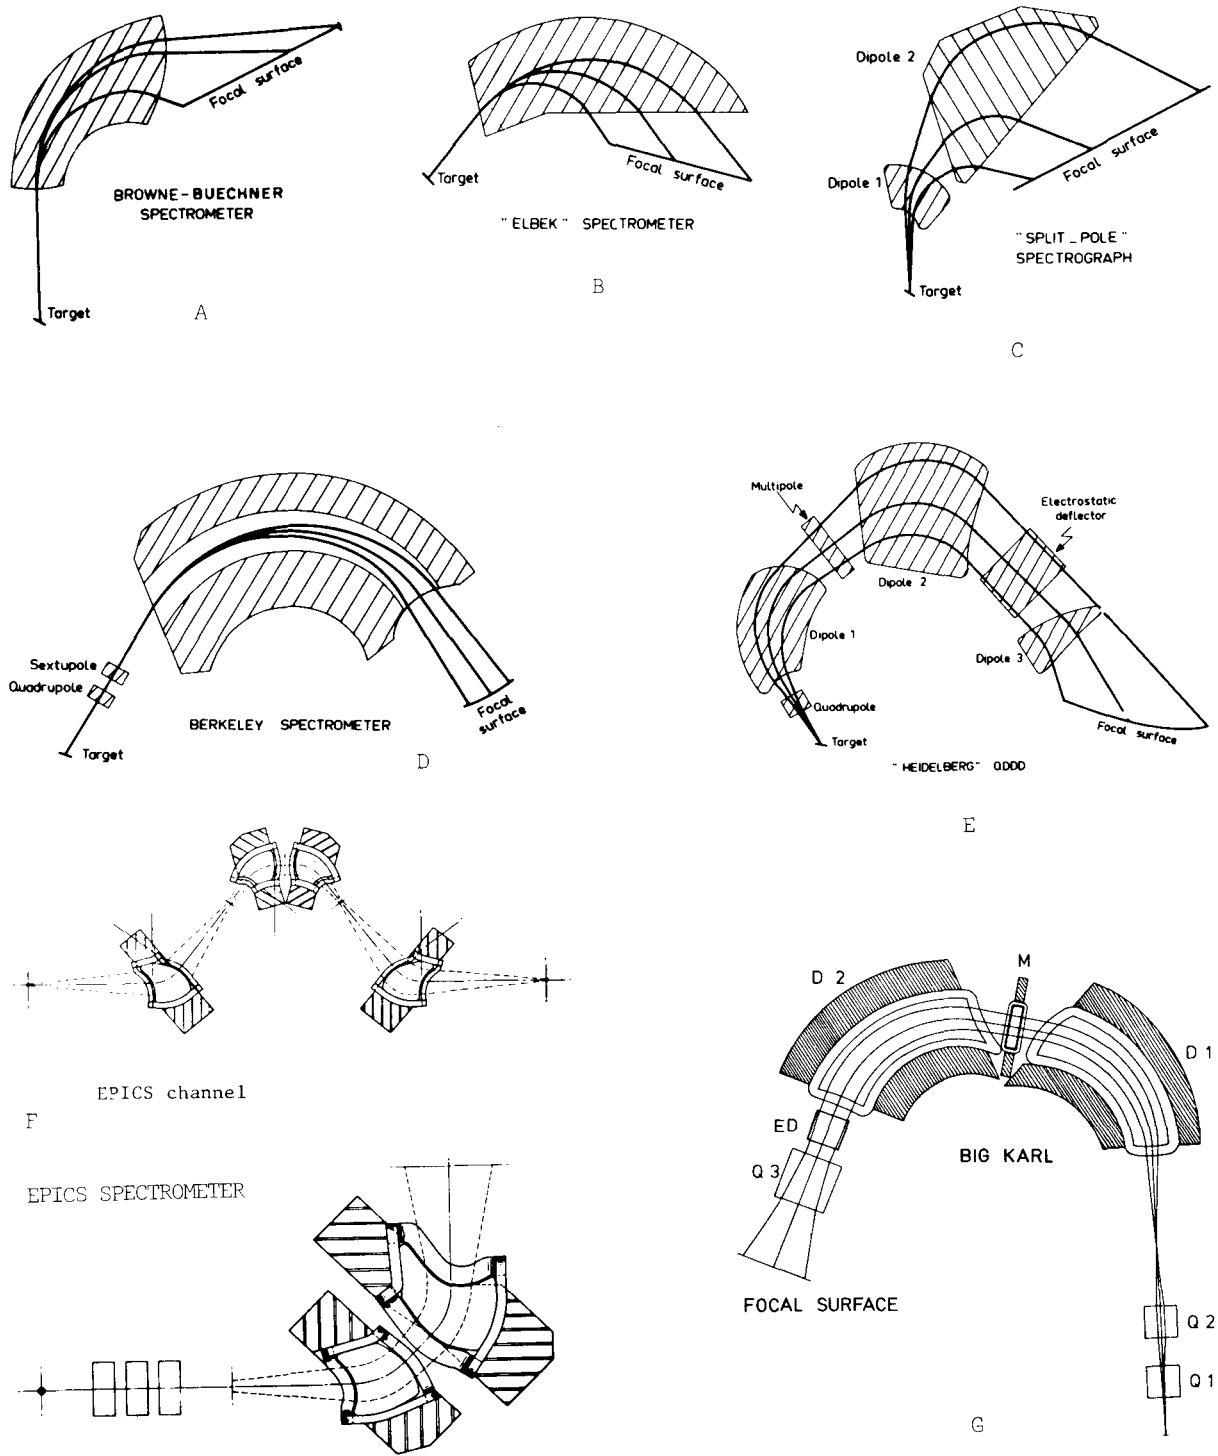 Focal surface
BROWNE-BUECHNER
SPECTROMETER
Target
A
Target
Focal surface
"ELBEK" SPECTROMETER
B
Dipole 2
Dipole 1
Focal surface
"SPLIT_POLE"
SPECTROGRAPH
Target
C
Sextupole
Quadrupole
BERKELEY SPECTROMETER
Target
Focal
surface
D
Multipole
Electrostatic
deflector
Dipole 2
Dipole 1
Dipole 3
Quadrupole
Target
Focal surface
"HEIDELBERG" QDDD
E
EPICS channel
F
EPICS SPECTROMETER
M
D 2
D 1
ED
Q 3
BIG KARL
FOCAL SURFACE
Q 2
Q 1
G